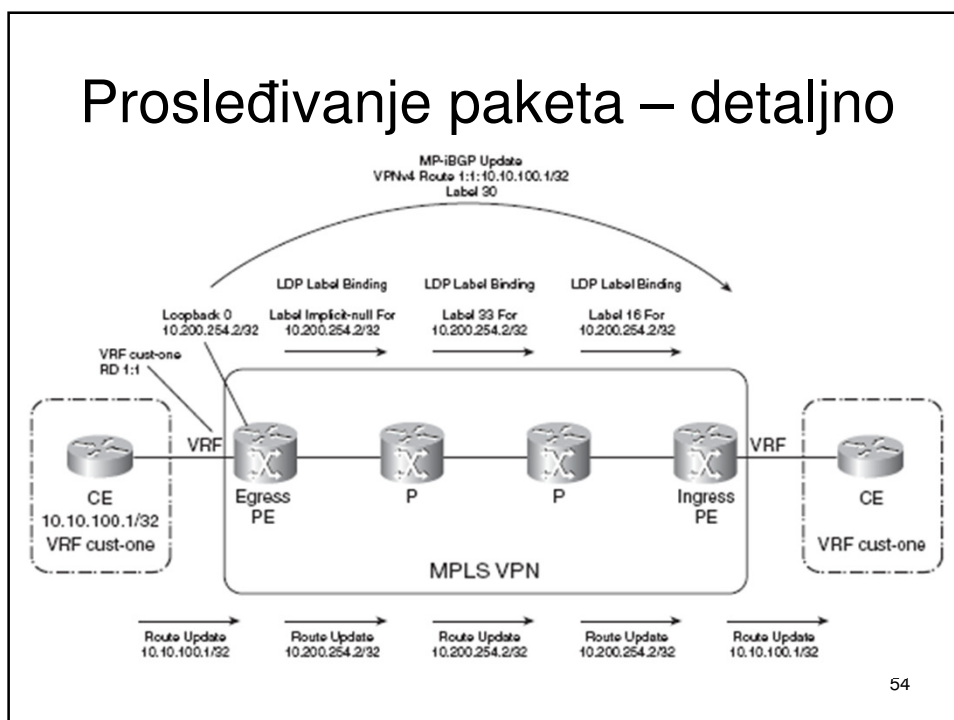 Prosleđivanje paketa – detaljno
MP-iBGP Update
VPNv4 Route 1:1:10.10.100.1/32
Label 30
LDP Label Binding
LDP Label Binding
LDP Label Binding
Loopback 0
10.200.254.2/32
Label Implicit-null For
10.200.254.2/32
Label 33 For
10.200.254.2/32
Label 16 For
10.200.254.2/32
VRF cust-one
RD 1:1
VRF
VRF
CE
10.10.100.1/32
VRF cust-one
Egress
PE
P
P
Ingress
PE
CE
VRF cust-one
MPLS VPN
Route Update
10.10.100.1/32
Route Update
10.200.254.2/32
Route Update
10.200.254.2/32
Route Update
10.200.254.2/32
Route Update
10.10.100.1/32
54